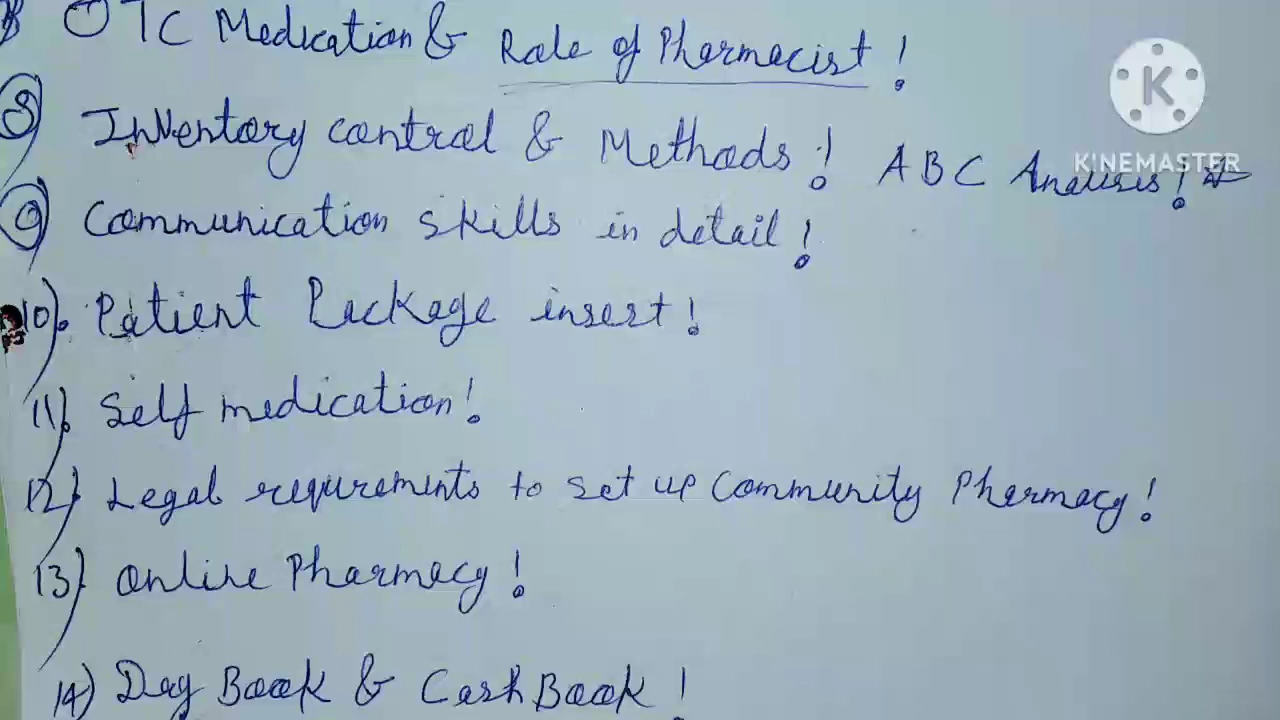 OTC Medication & Role of Pharmacist!
K
KINEMASTER
8) Inventory control & Methods! ABC Analysis!
9) Communication skills in detail!
10). Patient Package insert!
11). Self medication!
12) Legal requrements to set up Community Pharmacy!
13) Online Pharmacy!
14) Day Book & Cash Book!